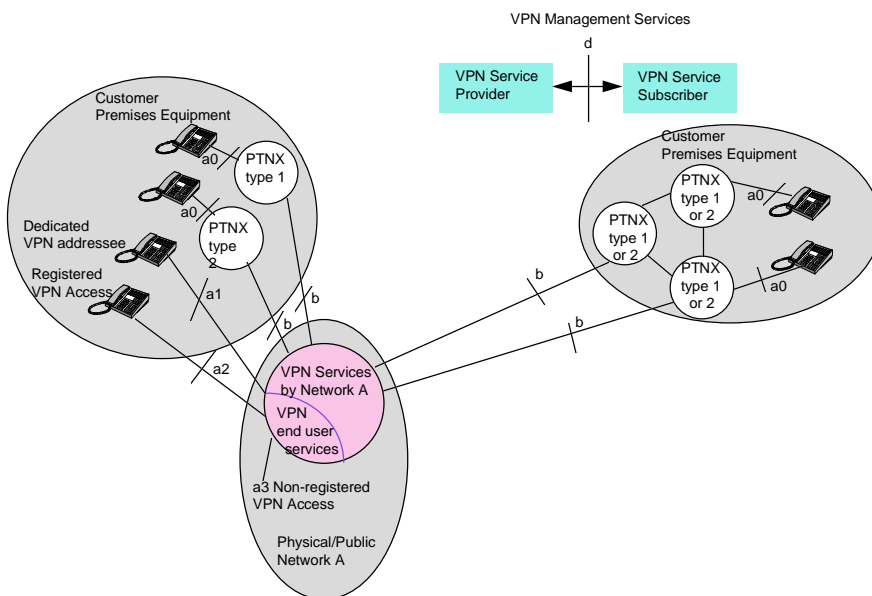 VPN Management Services
d
VPN Service
Provider
VPN Service
Subscriber
Customer
Premises Equipment
a0
PTNX
type 1
a0
PTNX
type
2
Dedicated
VPN addressee
Registered
VPN Access
a1
a2
b
b
Customer
Premises Equipment
a0
PTNX
type 1
or 2
PTNX
type 1
or 2
PTNX
type 1
or 2
a0
b
b
VPN Services
by Network A
VPN
end user
services
a3 Non-registered
VPN Access
Physical/Public
Network A